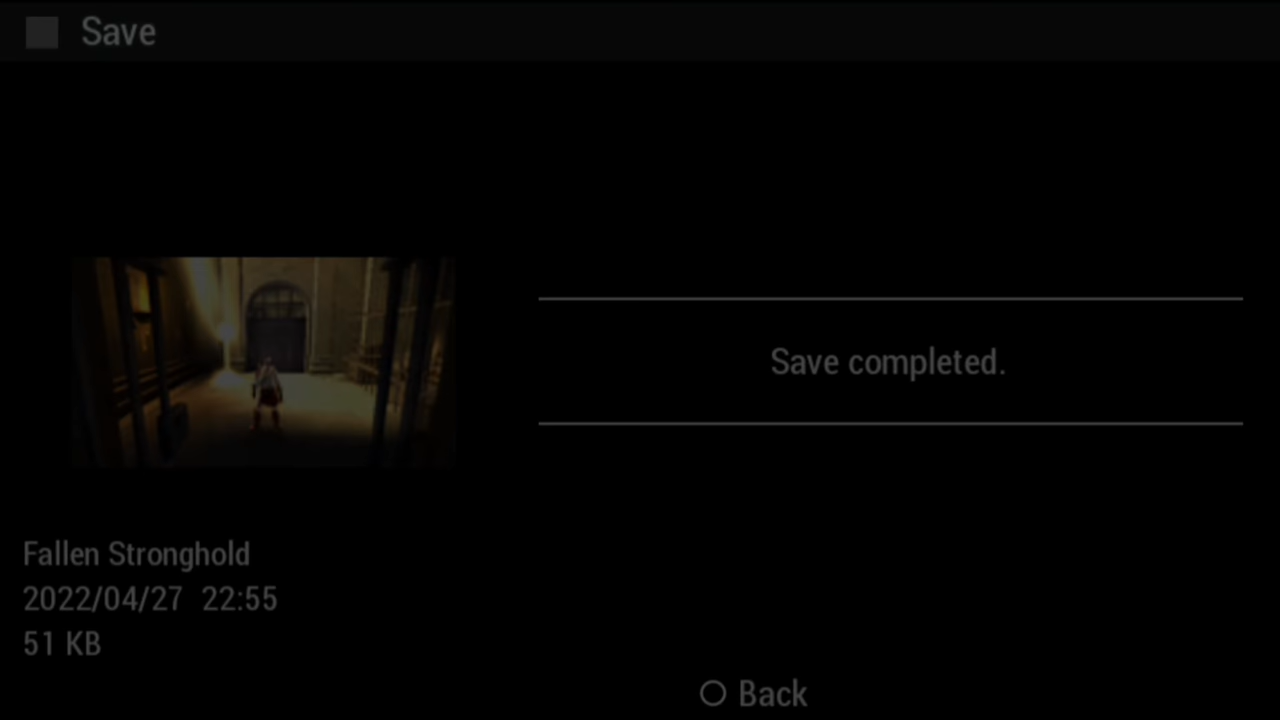 Save
Save completed.
Fallen Stronghold
2022/04/27 22:55
51 KB
Back